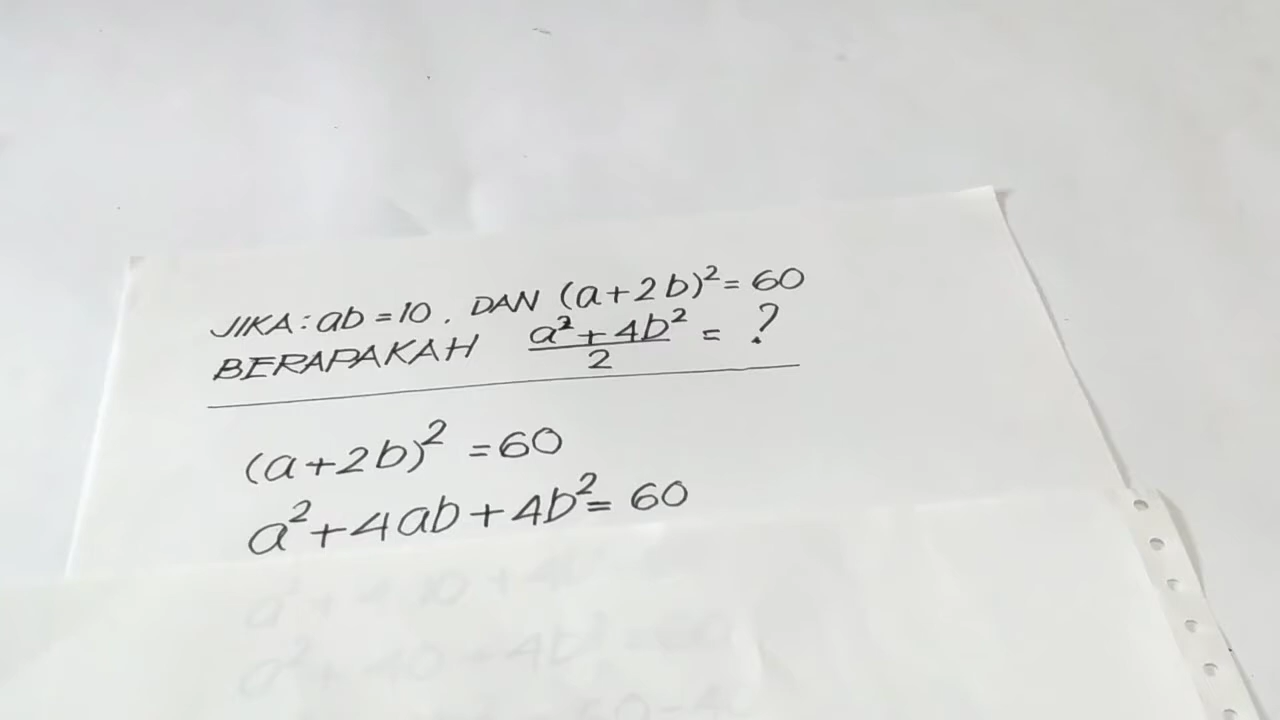 JIKA: ab = 10. DAN (a+2b)² = 60
BERAPAKAH (a² + 4b²)/2 = ?
(a+2b)² = 60
a² + 4ab + 4b² = 60